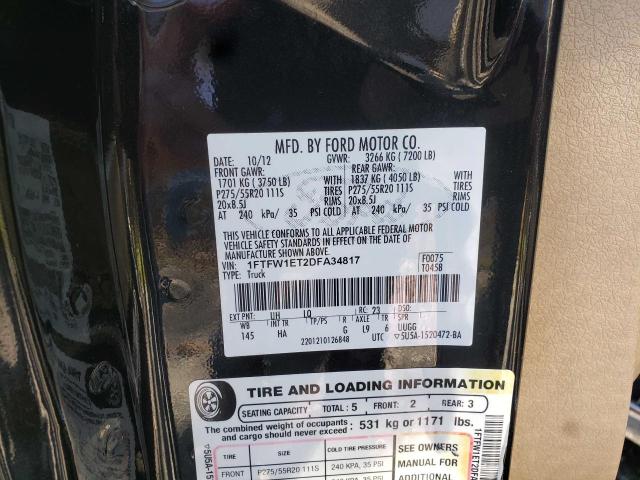 MFD. BY FORD MOTOR CO.
DATE: 10/12 GVWR: 3266 KG ( 7200 LB)
FRONT GAWR: REAR GAWR:
1701 KG ( 3750 LB) WITH 1837 KG ( 4050 LB) WITH
P275/55R20 111S TIRES P275/55R20 111S TIRES
20x8.5J RIMS 20x8.5J RIMS
AT 240 kPa/ 35 PSI COLD AT 240 kPa/ 35 PSI COLD
THIS VEHICLE CONFORMS TO ALL APPLICABLE FEDERAL MOTOR
VEHICLE SAFETY STANDARDS IN EFFECT ON THE DATE OF
MANUFACTURE SHOWN ABOVE.
VIN: 1FTFW1ET2DFA34817 F0075
TYPE: Truck T045B
EXT PNT: UH LQ RC: 23 DSO:
WB INT TR TP/PS R AXLE TR SPR
145 HA G L9 6 UUGG
2201210126848 UTC ▽5U5A-1520472-BA
TIRE AND LOADING INFORMATION
SEATING CAPACITY TOTAL: 5 FRONT: 2 REAR: 3
The combined weight of occupants
and cargo should never exceed: 531 kg or 1171 lbs.
TIRE SIZE COLD TIRE PRESSURE SEE OWNERS
FRONT P275/55R20 111S 240 KPA, 35 PSI MANUAL FOR
ADDITIONAL